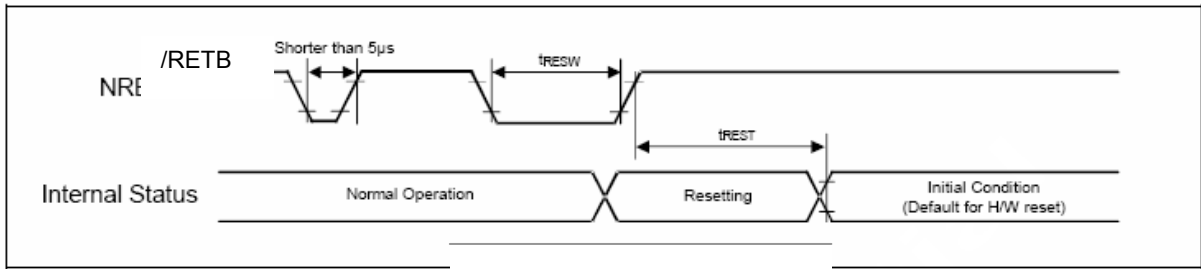 Shorter than 5µs
/RETB
tRESW
NRE
tREST
Internal Status
Normal Operation
Resetting
Initial Condition
(Default for H/W reset)